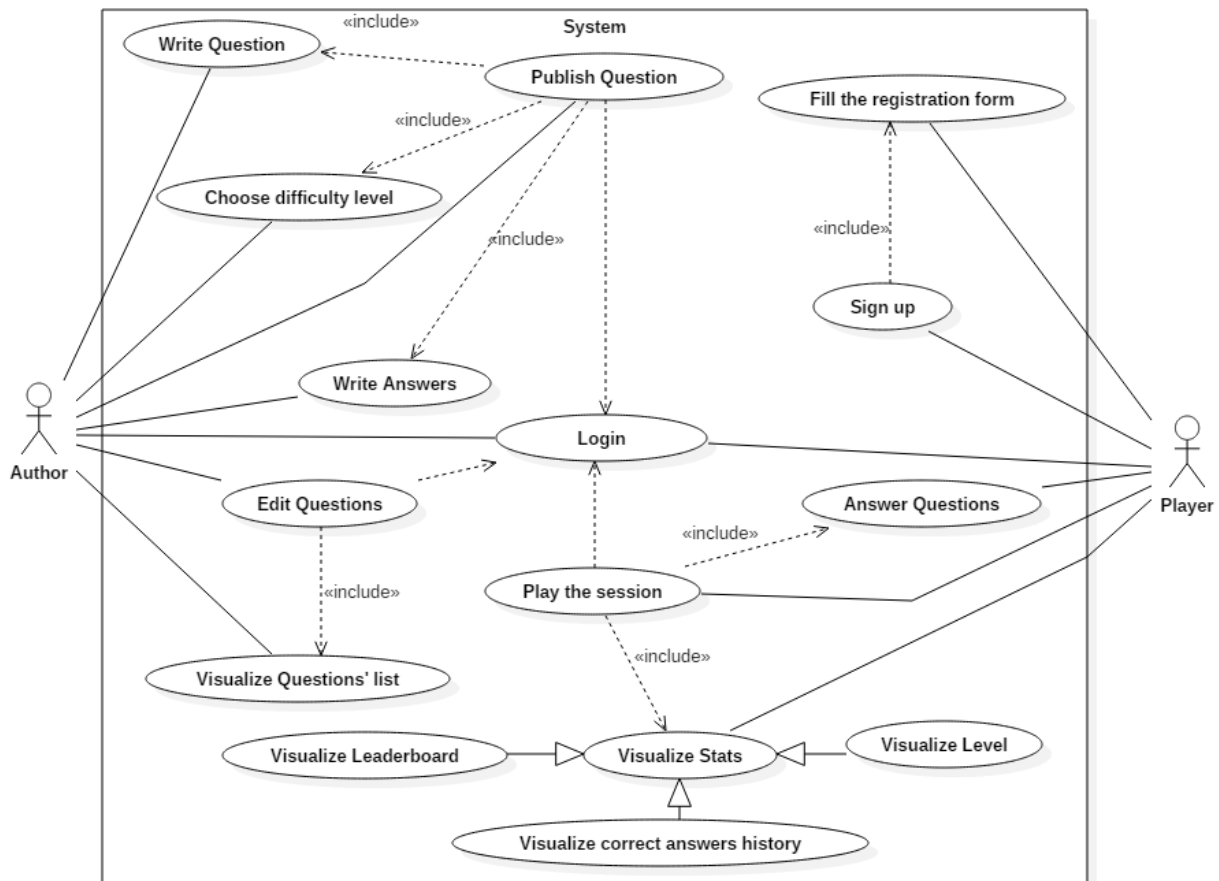 «include»
System
Write Question
Publish Question
Fill the registration form
«include»
Choose difficulty level
«include»
«include»
Sign up
Write Answers
Login
Author
Edit Questions
Answer Questions
Player
«include»
«include»
Play the session
«include»
Visualize Questions' list
Visualize Leaderboard
Visualize Stats
Visualize Level
Visualize correct answers history